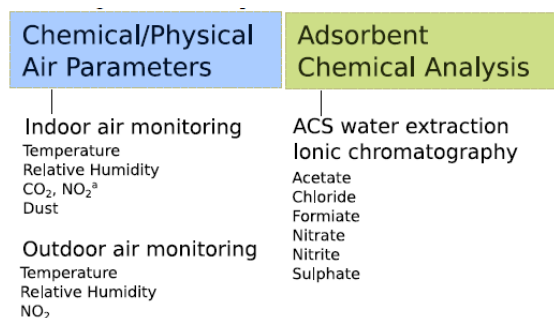 Chemical/Physical
Air Parameters
Indoor air monitoring
Temperature
Relative Humidity
CO₂, NO₂ᵃ
Dust
Outdoor air monitoring
Temperature
Relative Humidity
NO₂
Adsorbent
Chemical Analysis
ACS water extraction
Ionic chromatography
Acetate
Chloride
Formiate
Nitrate
Nitrite
Sulphate